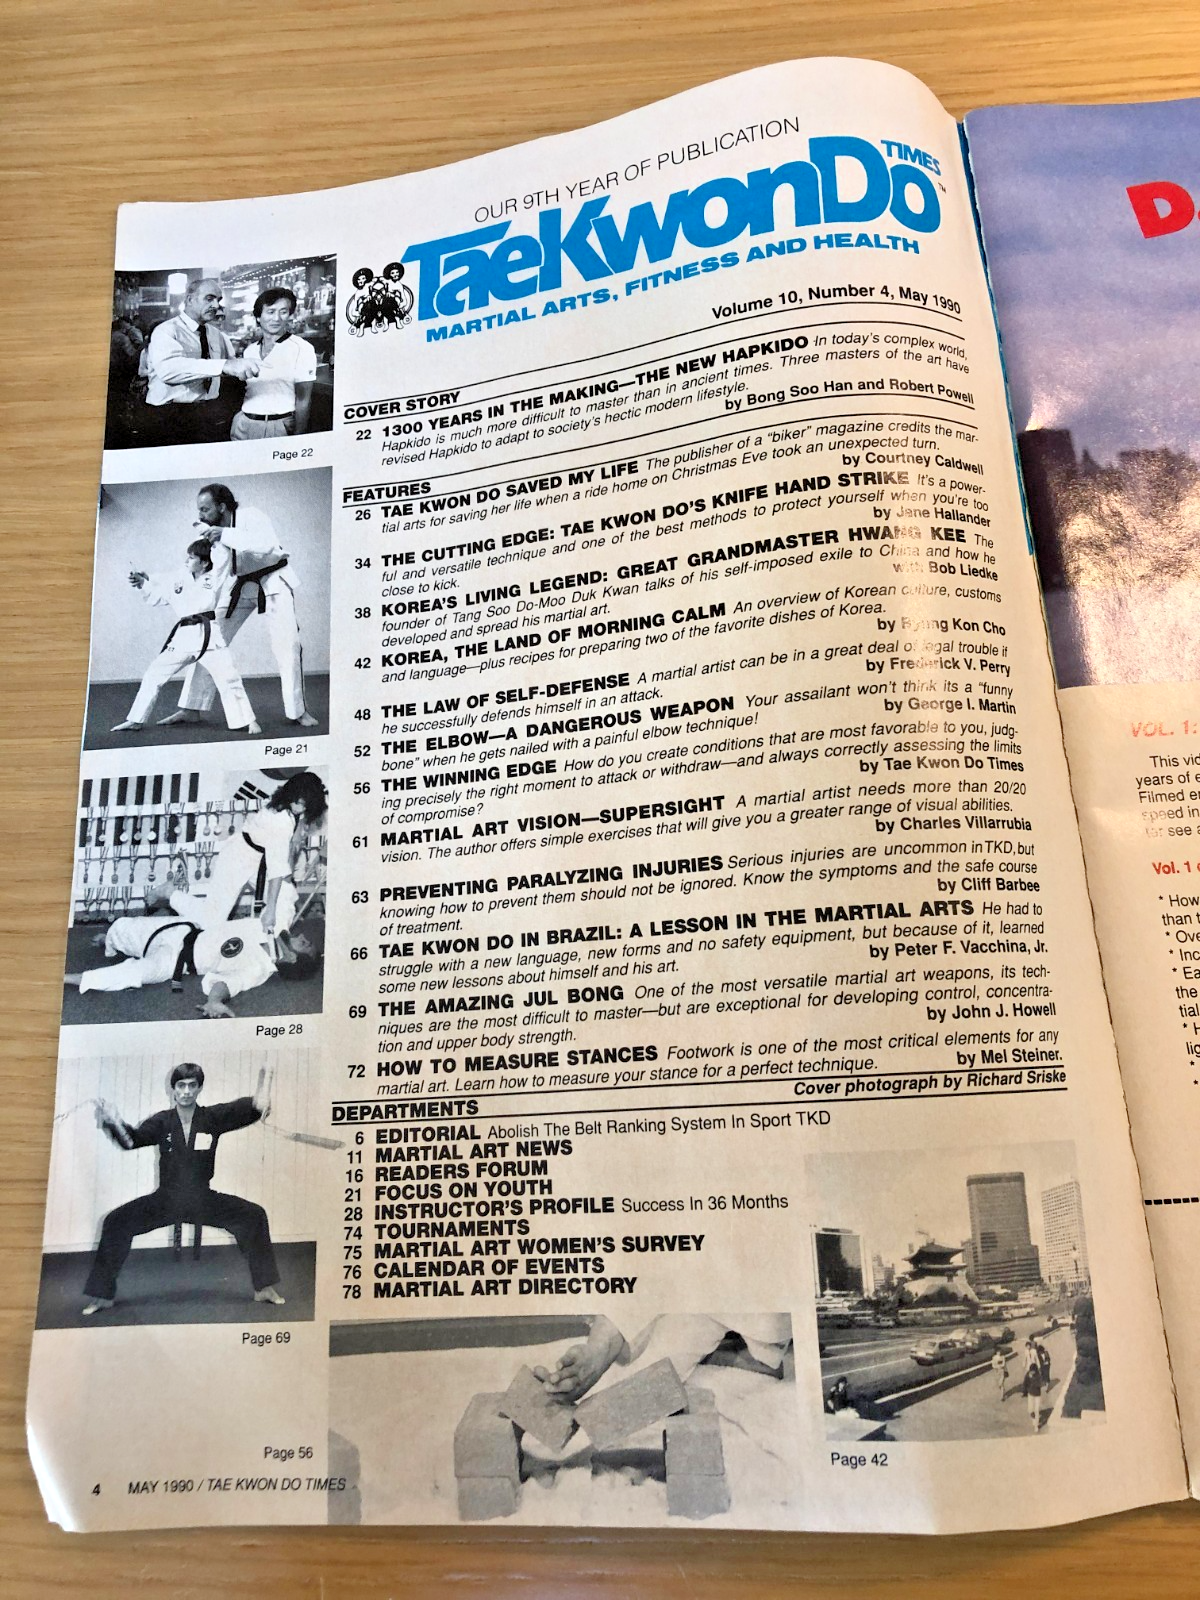 OUR 9TH YEAR OF PUBLICATION
TaeKwonDo TIMES™
MARTIAL ARTS, FITNESS AND HEALTH
Volume 10, Number 4, May 1990
COVER STORY
22 1300 YEARS IN THE MAKING—THE NEW HAPKIDO In today's complex world,
Hapkido is much more difficult to master than in ancient times. Three masters of the art have
revised Hapkido to adapt to society's hectic modern lifestyle.
by Bong Soo Han and Robert Powell
FEATURES
26 TAE KWON DO SAVED MY LIFE The publisher of a "biker" magazine credits the mar-
tial arts for saving her life when a ride home on Christmas Eve took an unexpected turn.
by Courtney Caldwell
34 THE CUTTING EDGE: TAE KWON DO'S KNIFE HAND STRIKE It's a power-
ful and versatile technique and one of the best methods to protect yourself when you're too
close to kick.
by Jane Hallander
38 KOREA'S LIVING LEGEND: GREAT GRANDMASTER HWANG KEE The
founder of Tang Soo Do-Moo Duk Kwan talks of his self-imposed exile to China and how he
developed and spread his martial art.
with Bob Liedke
42 KOREA, THE LAND OF MORNING CALM An overview of Korean culture, customs
and language—plus recipes for preparing two of the favorite dishes of Korea.
by Kon Cho
48 THE LAW OF SELF-DEFENSE A martial artist can be in a great deal of legal trouble if
he successfully defends himself in an attack.
by Frederick V. Perry
52 THE ELBOW—A DANGEROUS WEAPON Your assailant won't think its a "funny
bone" when he gets nailed with a painful elbow technique!
by George I. Martin
56 THE WINNING EDGE How do you create conditions that are most favorable to you, judg-
ing precisely the right moment to attack or withdraw—and always correctly assessing the limits
of compromise?
by Tae Kwon Do Times
61 MARTIAL ART VISION—SUPERSIGHT A martial artist needs more than 20/20
vision. The author offers simple exercises that will give you a greater range of visual abilities.
by Charles Villarrubia
63 PREVENTING PARALYZING INJURIES Serious injuries are uncommon in TKD, but
knowing how to prevent them should not be ignored. Know the symptoms and the safe course
of treatment.
by Cliff Barbee
66 TAE KWON DO IN BRAZIL: A LESSON IN THE MARTIAL ARTS He had to
struggle with a new language, new forms and no safety equipment, but because of it, learned
some new lessons about himself and his art.
by Peter F. Vacchina, Jr.
69 THE AMAZING JUL BONG One of the most versatile martial art weapons, its tech-
niques are the most difficult to master—but are exceptional for developing control, concentra-
tion and upper body strength.
by John J. Howell
72 HOW TO MEASURE STANCES Footwork is one of the most critical elements for any
martial art. Learn how to measure your stance for a perfect technique.
by Mel Steiner.
Cover photograph by Richard Sriske
DEPARTMENTS
6 EDITORIAL Abolish The Belt Ranking System In Sport TKD
11 MARTIAL ART NEWS
16 READERS FORUM
21 FOCUS ON YOUTH
28 INSTRUCTOR'S PROFILE Success In 36 Months
74 TOURNAMENTS
75 MARTIAL ART WOMEN'S SURVEY
76 CALENDAR OF EVENTS
78 MARTIAL ART DIRECTORY
Page 22
Page 21
Page 28
Page 69
Page 56
Page 42
4 MAY 1990 / TAE KWON DO TIMES
VOL. 1:
This
years of
Filmed
speed in
see
Vol. 1
* How
than
*
*
*
the